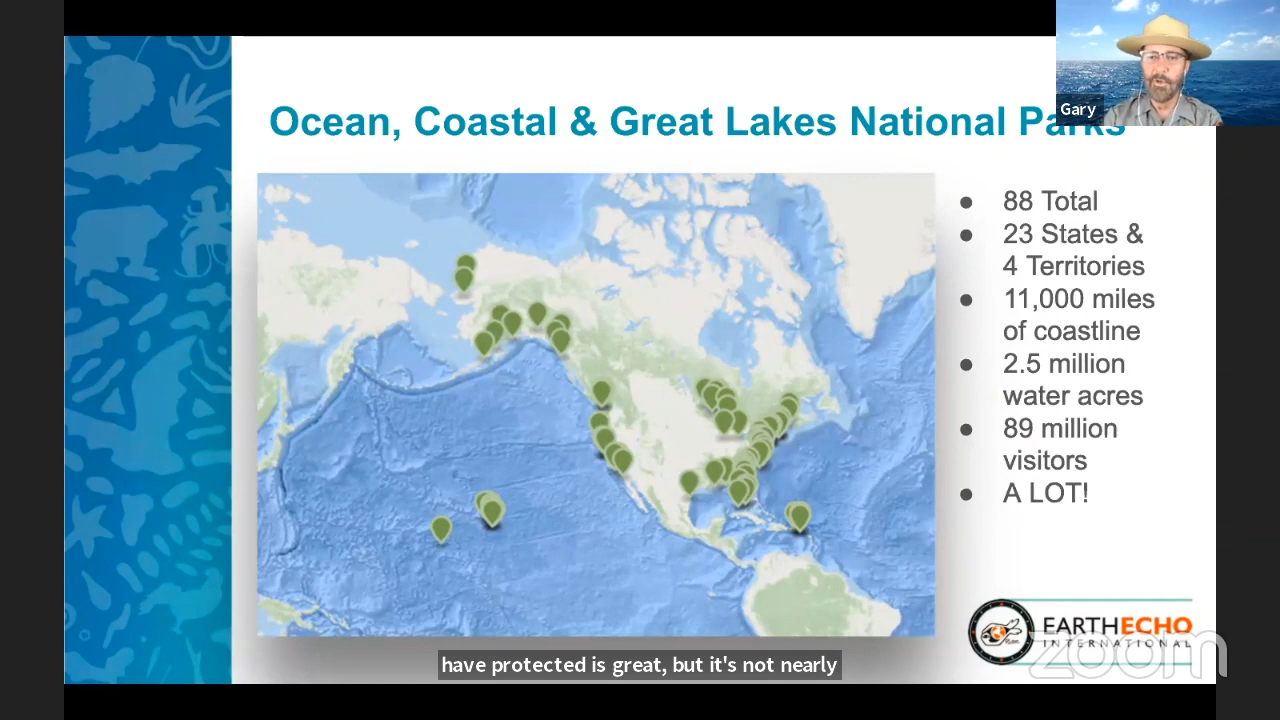 Gary
Ocean, Coastal & Great Lakes National Parks
● 88 Total
● 23 States &
4 Territories
● 11,000 miles
of coastline
● 2.5 million
water acres
● 89 million
visitors
● A LOT!
EARTHECHO
INTERNATIONAL
zoom
have protected is great, but it's not nearly